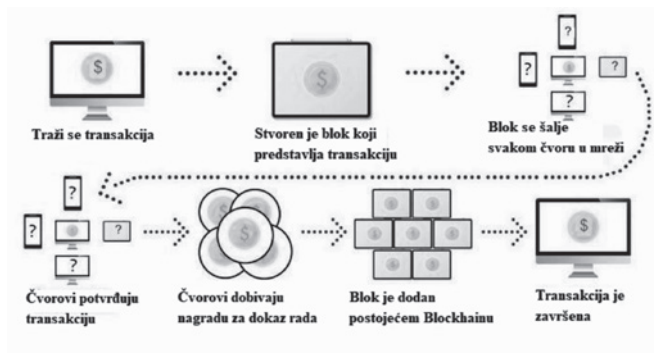 $
$
?
? $ ?
?
Traži se transakcija
Stvoren je blok koji
predstavlja transakciju
Blok se šalje
svakom čvoru u mreži
?
? ?
?
$
$ $
$ $ $
$ $
$
Čvorovi potvrđuju
transakciju
Čvorovi dobivaju
nagradu za dokaz rada
Blok je dodan
postojećem Blockhainu
Transakcija je
završena